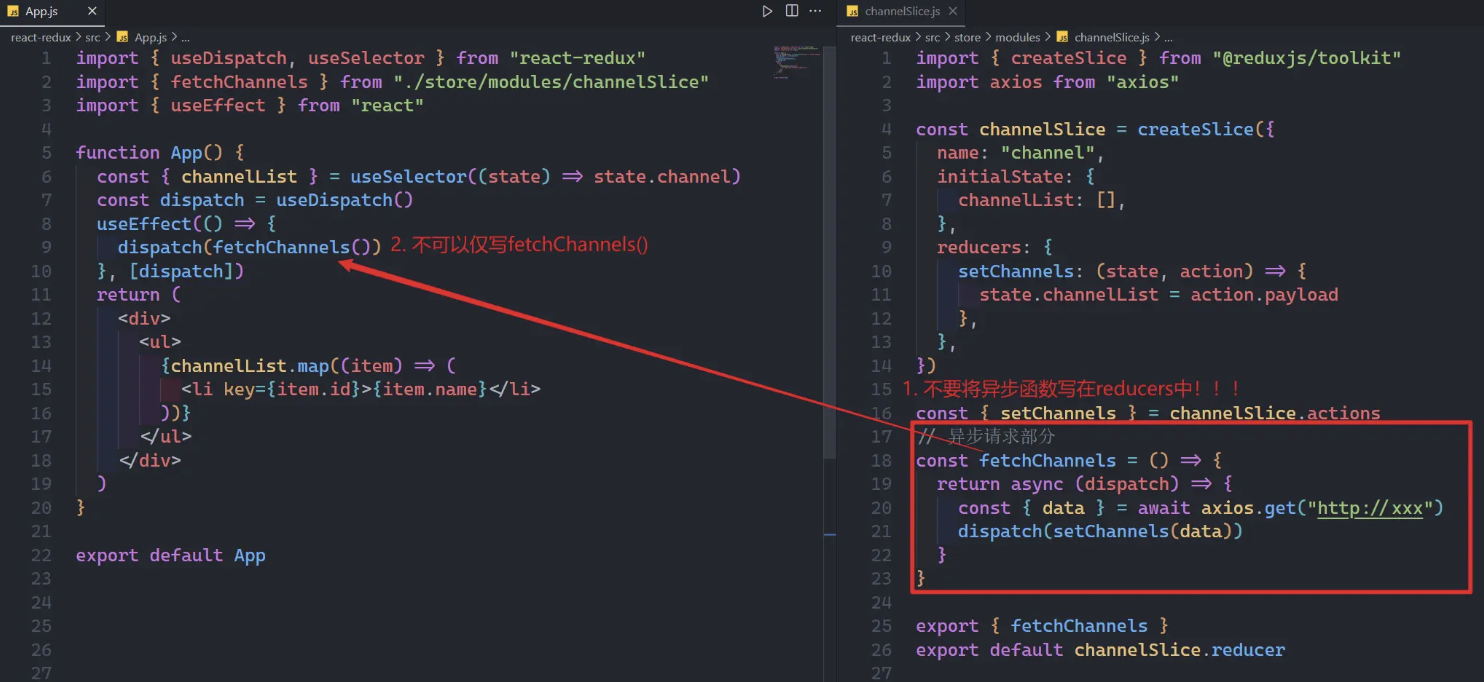 App.js
react-redux > src > App.js > ...
1 import { useDispatch, useSelector } from "react-redux"
2 import { fetchChannels } from "./store/modules/channelSlice"
3 import { useEffect } from "react"
4
5 function App() {
6 const { channelList } = useSelector((state) => state.channel)
7 const dispatch = useDispatch()
8 useEffect(() => {
9 dispatch(fetchChannels()) 2. 不可以仅写fetchChannels()
10 }, [dispatch])
11 return (
12 <div>
13 <ul>
14 {channelList.map((item) => (
15 <li key={item.id}>{item.name}</li>
16 ))}
17 </ul>
18 </div>
19 )
20 }
21
22 export default App
23
24
25
26
27
channelSlice.js
react-redux > src > store > modules > channelSlice.js > ...
1 import { createSlice } from "@reduxjs/toolkit"
2 import axios from "axios"
3
4 const channelSlice = createSlice({
5 name: "channel",
6 initialState: {
7 channelList: [],
8 },
9 reducers: {
10 setChannels: (state, action) => {
11 state.channelList = action.payload
12 },
13 },
14 })
15 1. 不要将异步函数写在reducers中！！！
16 const { setChannels } = channelSlice.actions
17 // 异步请求部分
18 const fetchChannels = () => {
19 return async (dispatch) => {
20 const { data } = await axios.get("http://xxx")
21 dispatch(setChannels(data))
22 }
23 }
24
25 export { fetchChannels }
26 export default channelSlice.reducer
27